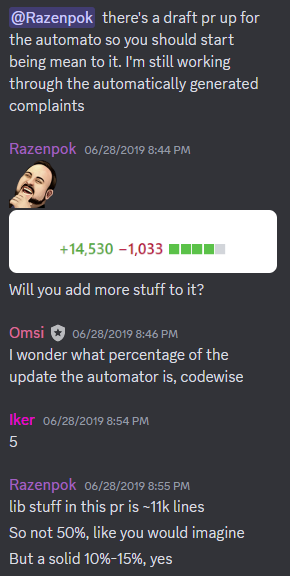 @Razenpok there's a draft pr up for
the automato so you should start
being mean to it. I'm still working
through the automatically generated
complaints
Razenpok 06/28/2019 8:44 PM
+14,530 −1,033
Will you add more stuff to it?
Omsi 06/28/2019 8:46 PM
I wonder what percentage of the
update the automator is, codewise
Iker 06/28/2019 8:54 PM
5
Razenpok 06/28/2019 8:55 PM
lib stuff in this pr is ~11k lines
So not 50%, like you would imagine
But a solid 10%-15%, yes